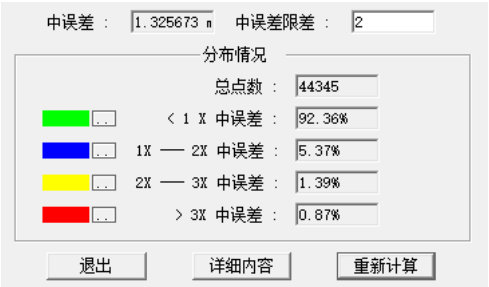 中误差 : 1.325673 m 中误差限差 : 2
分布情况
总点数 : 44345
.. < 1 X 中误差 : 92.36%
.. 1X — 2X 中误差 : 5.37%
.. 2X — 3X 中误差 : 1.39%
.. > 3X 中误差 : 0.87%
退出 详细内容 重新计算